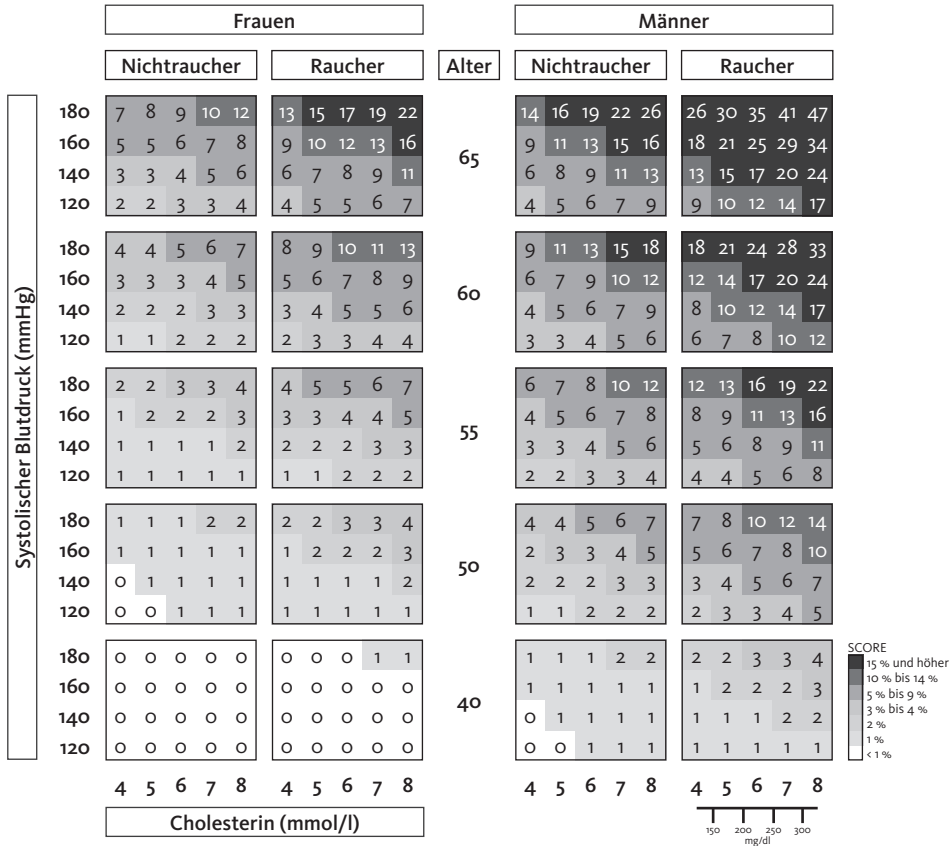 Frauen Männer
Nichtraucher Raucher Alter Nichtraucher Raucher
Systolischer Blutdruck (mmHg)
180 7 8 9 10 12 13 15 17 19 22 14 16 19 22 26 26 30 35 41 47
160 5 5 6 7 8 9 10 12 13 16 9 11 13 15 16 18 21 25 29 34
65
140 3 3 4 5 6 6 7 8 9 11 6 8 9 11 13 13 15 17 20 24
120 2 2 3 3 4 4 5 5 6 7 4 5 6 7 9 9 10 12 14 17
180 4 4 5 6 7 8 9 10 11 13 9 11 13 15 18 18 21 24 28 33
160 3 3 3 4 5 5 6 7 8 9 6 7 9 10 12 12 14 17 20 24
60
140 2 2 2 3 3 3 4 5 5 6 4 5 6 7 9 8 10 12 14 17
120 1 1 2 2 2 2 3 3 4 4 3 3 4 5 6 6 7 8 10 12
180 2 2 3 3 4 4 5 5 6 7 6 7 8 10 12 12 13 16 19 22
160 1 2 2 2 3 3 3 4 4 5 4 5 6 7 8 8 9 11 13 16
55
140 1 1 1 1 2 2 2 2 3 3 3 3 4 5 6 5 6 8 9 11
120 1 1 1 1 1 1 1 2 2 2 2 2 3 3 4 4 4 5 6 8
180 1 1 1 2 2 2 2 3 3 4 4 4 5 6 7 7 8 10 12 14
160 1 1 1 1 1 1 2 2 2 3 2 3 3 4 5 5 6 7 8 10
50
140 0 1 1 1 1 1 1 1 1 2 2 2 2 3 3 3 4 5 6 7
120 0 0 1 1 1 1 1 1 1 1 1 1 2 2 2 2 3 3 4 5
180 0 0 0 0 0 0 0 0 1 1 1 1 1 2 2 2 2 3 3 4
160 0 0 0 0 0 0 0 0 0 0 1 1 1 1 1 1 2 2 2 3
40
140 0 0 0 0 0 0 0 0 0 0 0 1 1 1 1 1 1 1 2 2
120 0 0 0 0 0 0 0 0 0 0 0 0 1 1 1 1 1 1 1 1
SCORE
15 % und höher
10 % bis 14 %
5 % bis 9 %
3 % bis 4 %
2 %
1 %
< 1 %
4 5 6 7 8 4 5 6 7 8 4 5 6 7 8 4 5 6 7 8
Cholesterin (mmol/l)
150 200 250 300
mg/dl